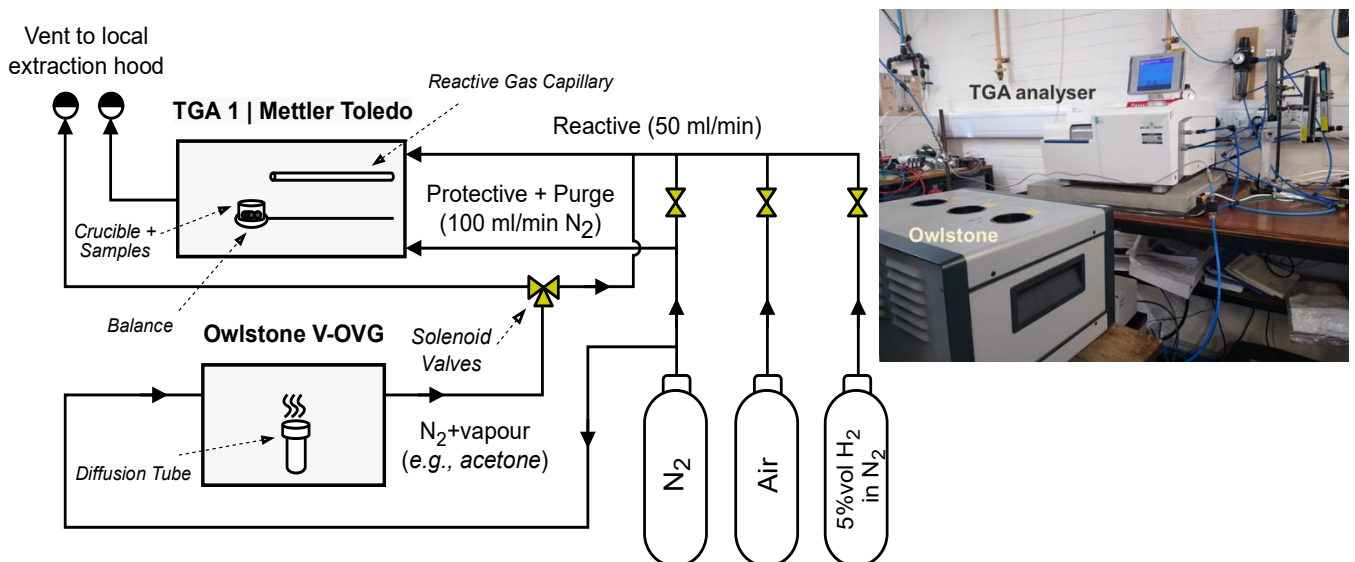 Vent to local
extraction hood
TGA 1 | Mettler Toledo
Reactive Gas Capillary
Reactive (50 ml/min)
Protective + Purge
(100 ml/min N2)
Crucible +
Samples
Balance
Owlstone V-OVG
Solenoid
Valves
Diffusion Tube
N2+vapour
(e.g., acetone)
N2
Air
5%vol H2
in N2
TGA analyser
Owlstone